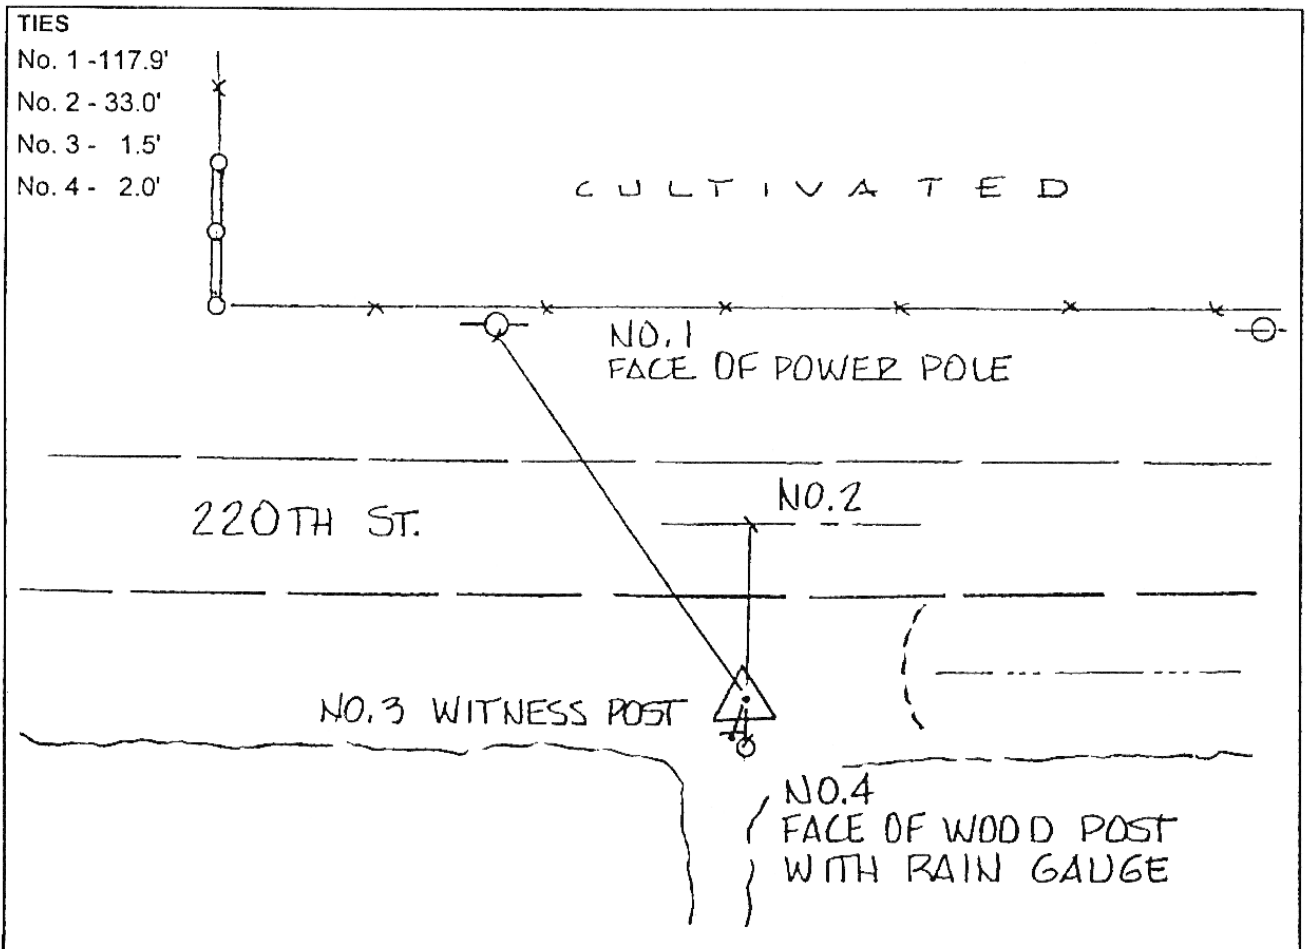 TIES
No. 1 -117.9'
No. 2 - 33.0'
No. 3 - 1.5'
No. 4 - 2.0'
CULTIVATED
NO.1
FACE OF POWER POLE
NO.2
220TH ST.
NO.3 WITNESS POST
NO.4
FACE OF WOOD POST
WITH RAIN GAUGE